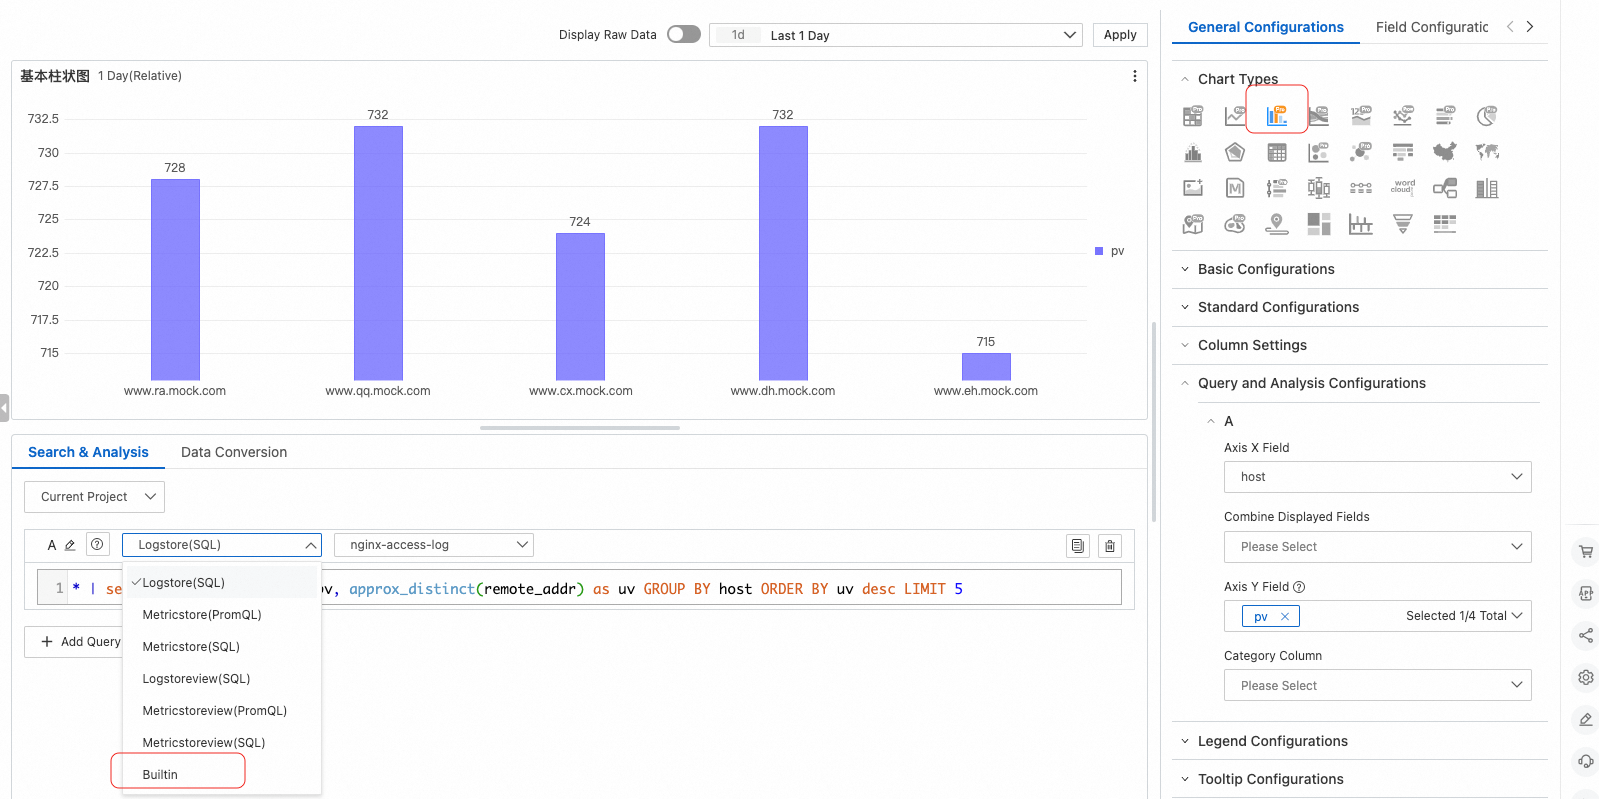 Display Raw Data
1d Last 1 Day
Apply
General Configurations
Field Configuratic
基本柱状图 1 Day(Relative)
732.5
730
727.5
725
722.5
720
717.5
715
728
732
724
732
715
www.ra.mock.com
www.qq.mock.com
www.cx.mock.com
www.dh.mock.com
www.eh.mock.com
pv
Search & Analysis
Data Conversion
Current Project
A
Logstore(SQL)
nginx-access-log
1 * | se
ov, approx_distinct(remote_addr) as uv GROUP BY host ORDER BY uv desc LIMIT 5
+ Add Query
Logstore(SQL)
Metricstore(PromQL)
Metricstore(SQL)
Logstoreview(SQL)
Metricstoreview(PromQL)
Metricstoreview(SQL)
Builtin
Chart Types
Pro
123
word
cloud
M
Basic Configurations
Standard Configurations
Column Settings
Query and Analysis Configurations
A
Axis X Field
host
Combine Displayed Fields
Please Select
Axis Y Field
pv
Selected 1/4 Total
Category Column
Please Select
Legend Configurations
Tooltip Configurations